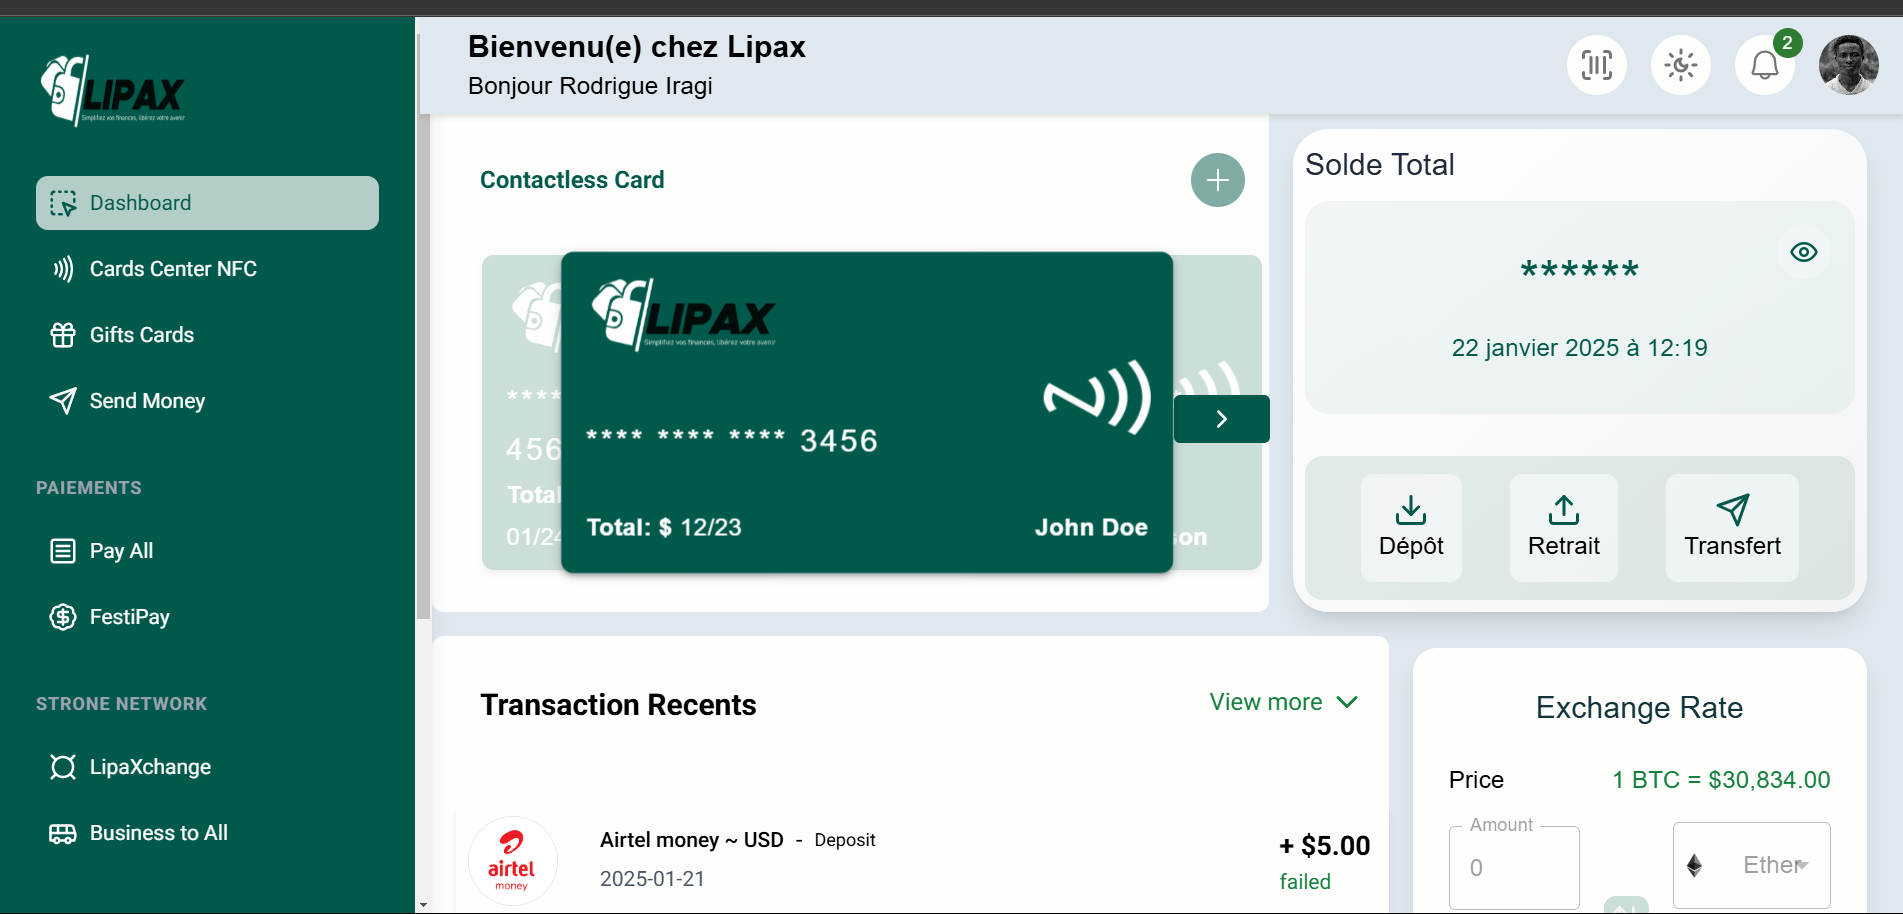 LIPAX
Simplifiez vos finances, libérez votre avenir
Dashboard
Cards Center NFC
Gifts Cards
Send Money
PAIEMENTS
Pay All
FestiPay
STRONE NETWORK
LipaXchange
Business to All
Bienvenu(e) chez Lipax
Bonjour Rodrigue Iragi
2
Contactless Card
****
456
Total
01/24
son
LIPAX
Simplifiez vos finances, libérez votre avenir
**** **** **** 3456
Total: $ 12/23
John Doe
Solde Total
******
22 janvier 2025 à 12:19
Dépôt
Retrait
Transfert
Transaction Recents
View more
airtel
money
Airtel money ~ USD - Deposit
2025-01-21
+ $5.00
failed
Exchange Rate
Price
1 BTC = $30,834.00
Amount
0
Ether